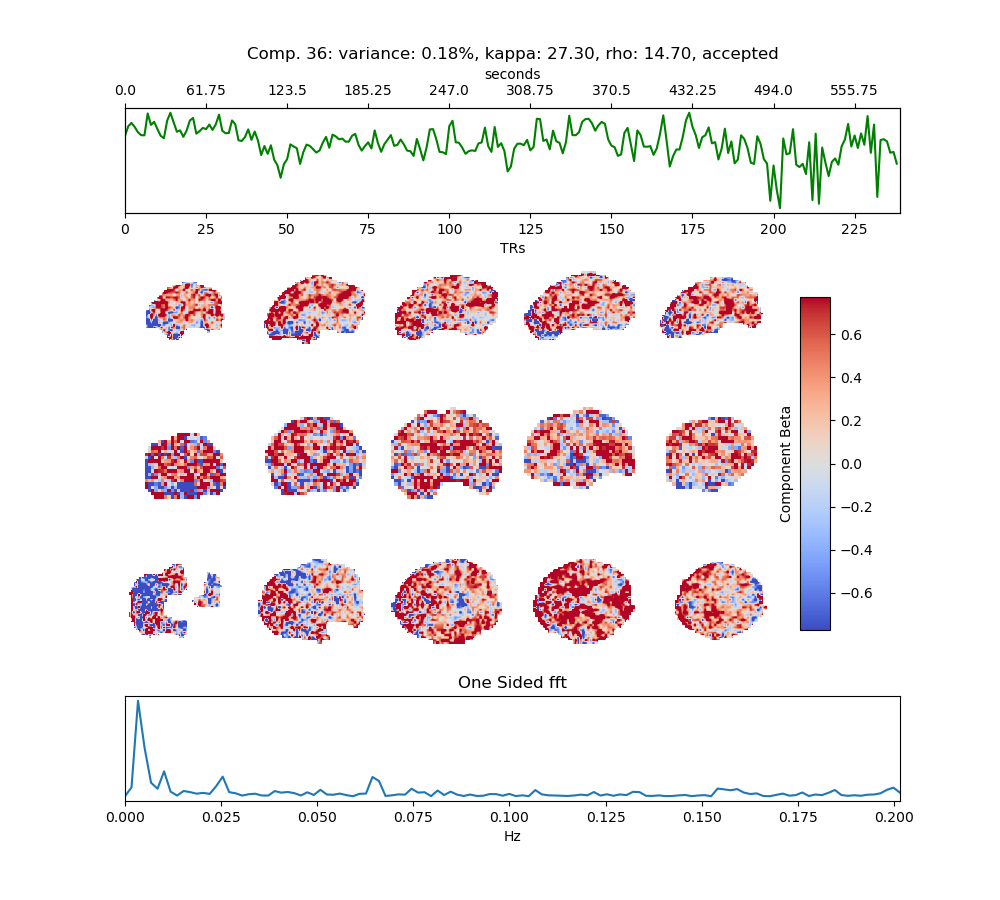 Comp. 36: variance: 0.18%, kappa: 27.30, rho: 14.70, accepted
seconds
0.0 61.75 123.5 185.25 247.0 308.75 370.5 432.25 494.0 555.75
0 25 50 75 100 125 150 175 200 225
TRs
Component Beta
0.6
0.4
0.2
0.0
−0.2
−0.4
−0.6
One Sided fft
0.000 0.025 0.050 0.075 0.100 0.125 0.150 0.175 0.200
Hz